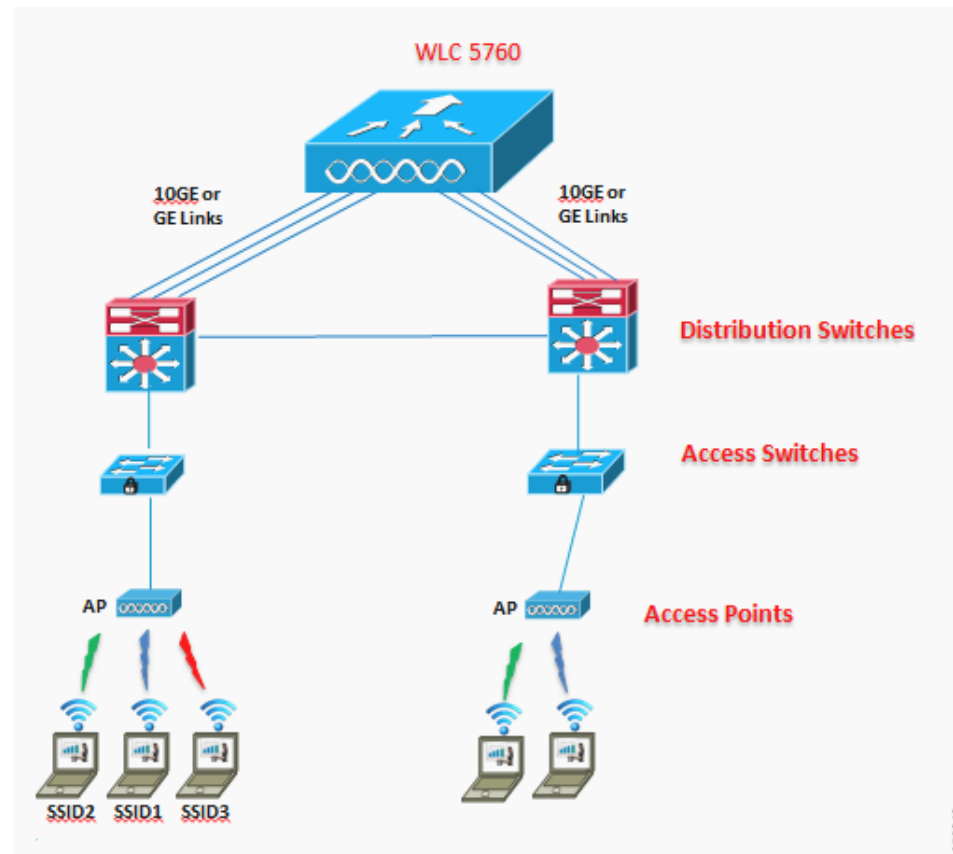 WLC 5760
10GE or
GE Links
10GE or
GE Links
Distribution Switches
Access Switches
AP
AP
Access Points
SSID2 SSID1 SSID3